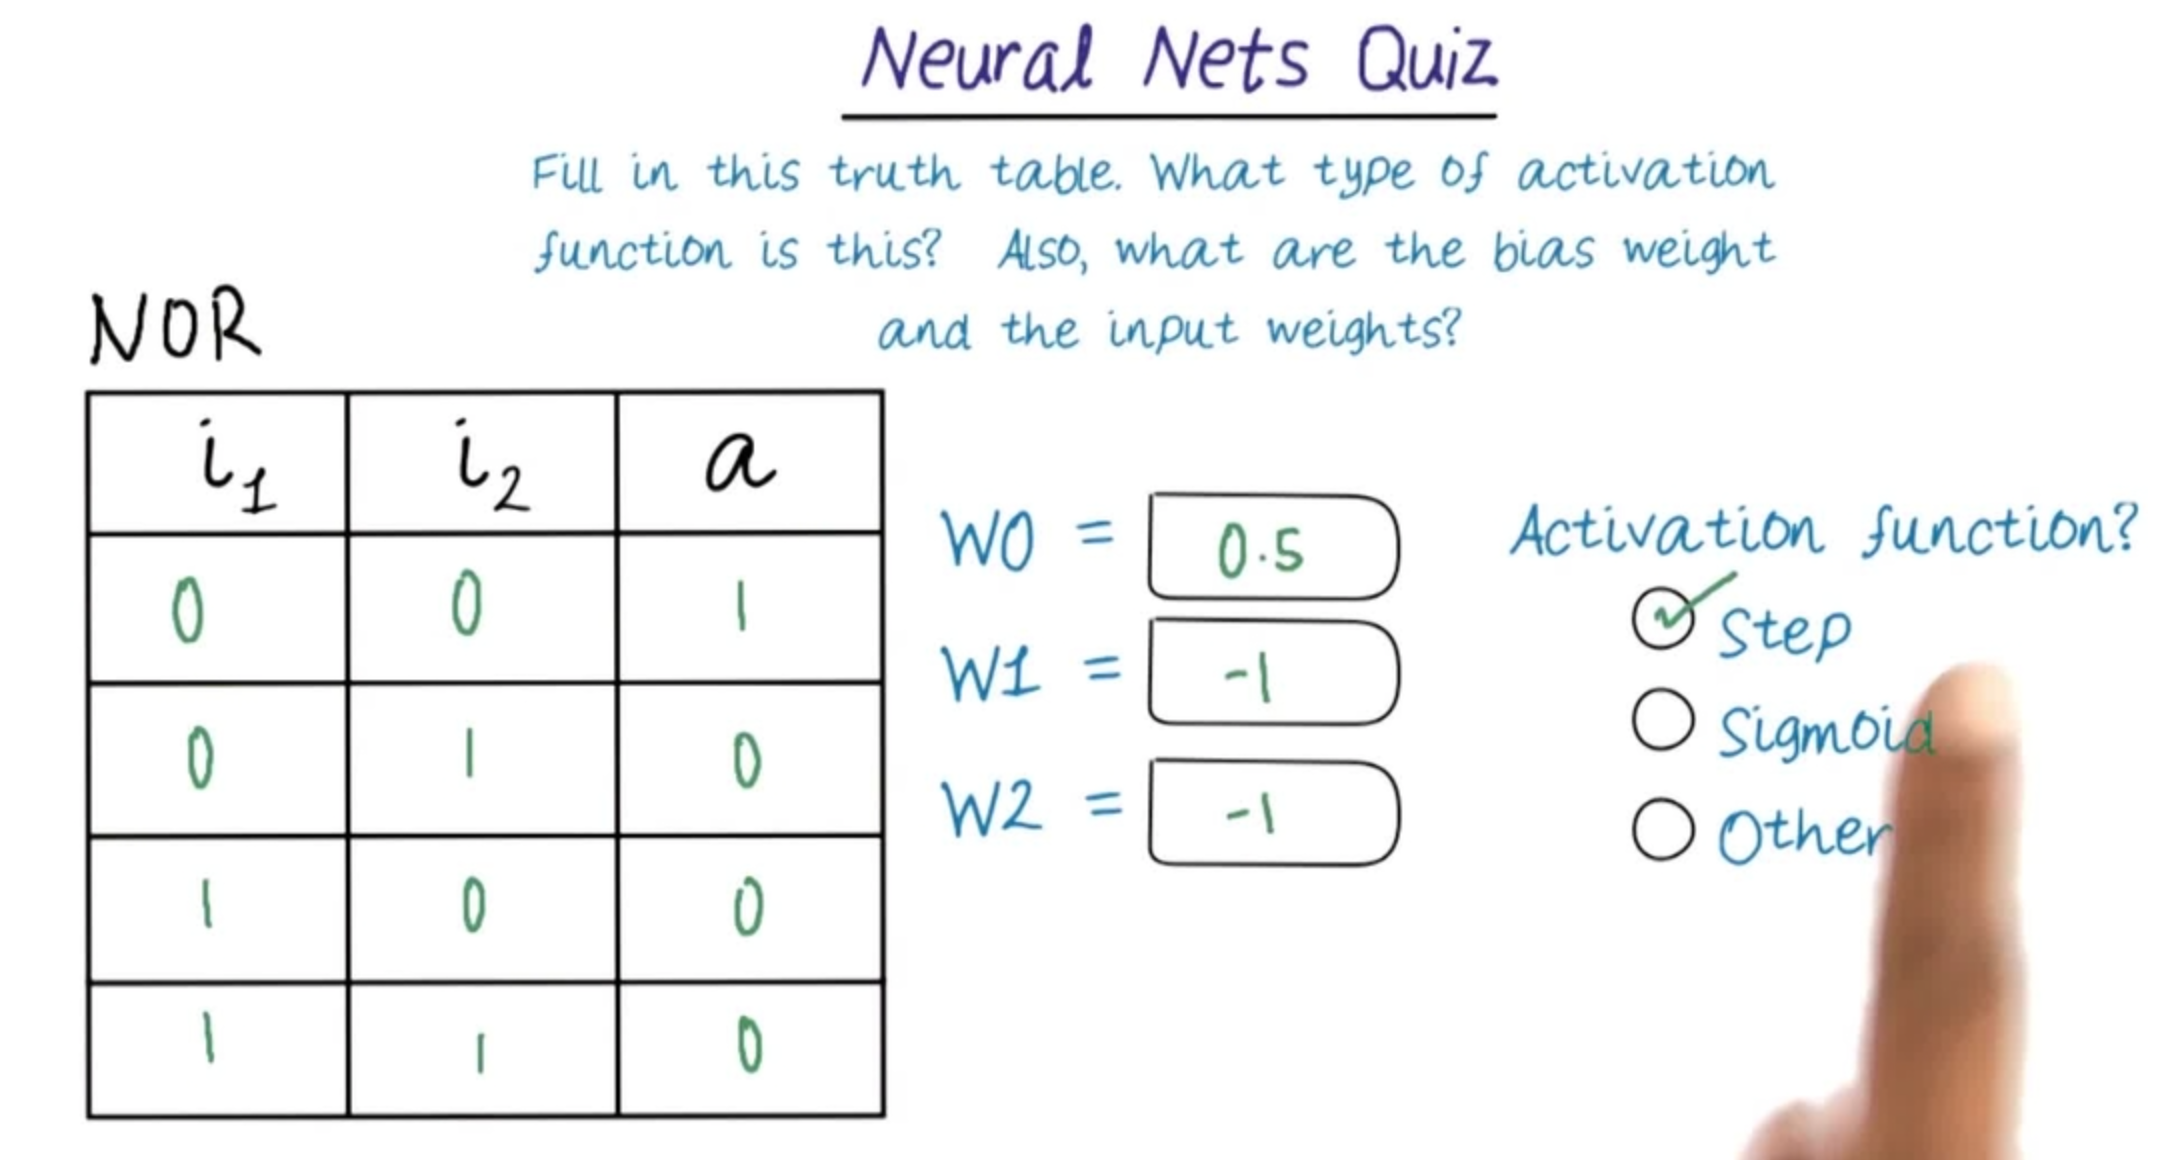 Neural Nets Quiz
Fill in this truth table. What type of activation
function is this? Also, what are the bias weight
and the input weights?
NOR
i1 i2 a
0 0 1
0 1 0
1 0 0
1 1 0
W0 = 0.5
W1 = -1
W2 = -1
Activation function?
Step
Sigmoid
Other